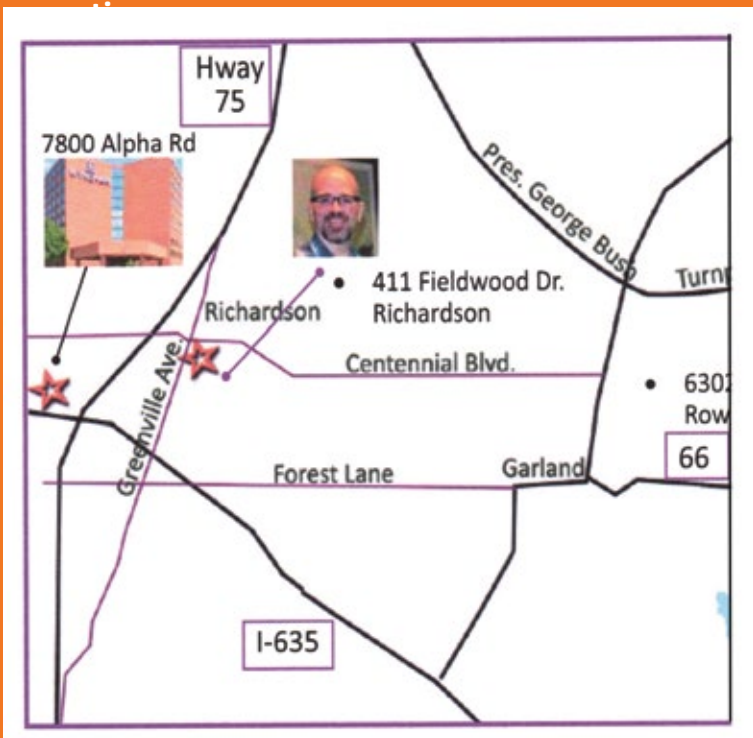 Hway
75
7800 Alpha Rd
Pres. George Bush
Turnp
411 Fieldwood Dr.
Richardson
Richardson
Greenville Ave.
Centennial Blvd.
6302
Row
66
Forest Lane
Garland
I-635